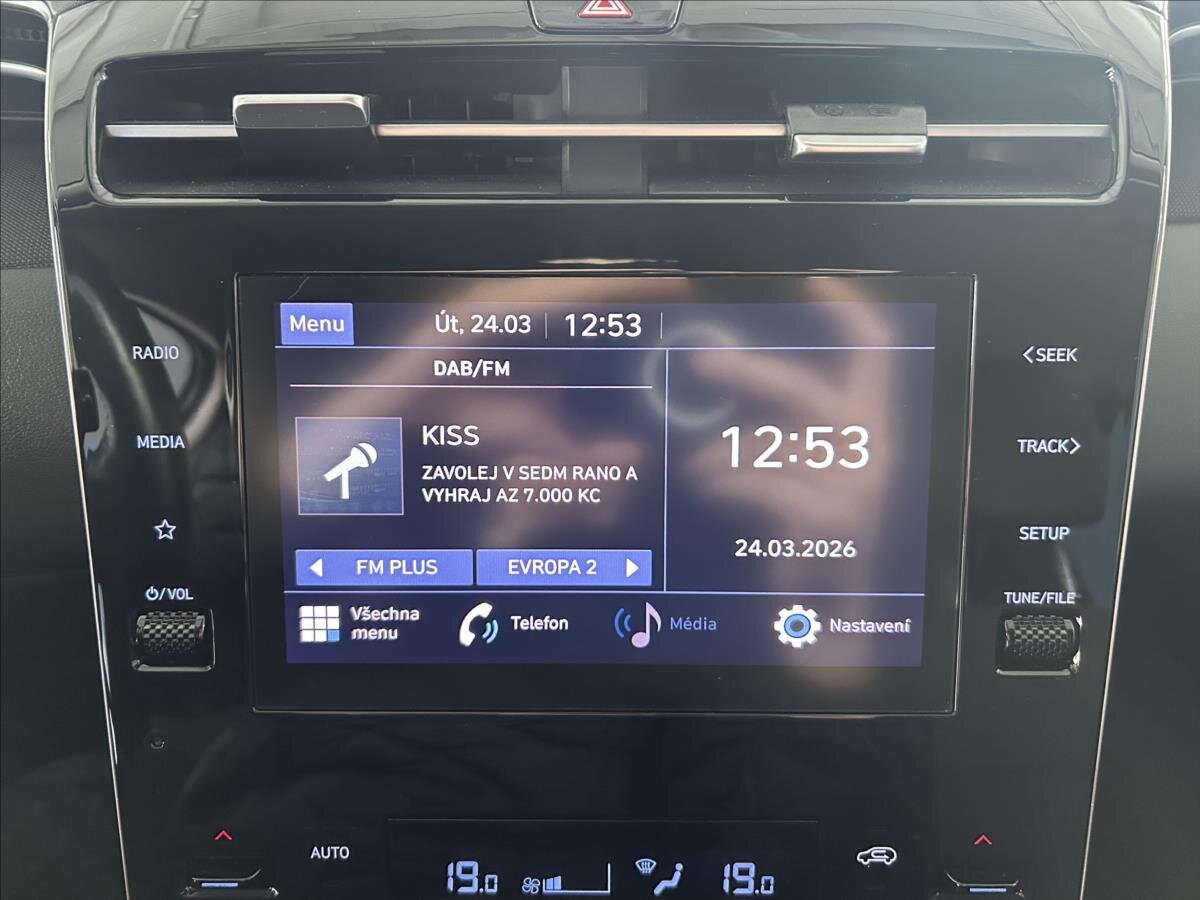 Menu Út, 24.03 12:53
DAB/FM
KISS
ZAVOLEJ V SEDM RANO A
VYHRAJ AZ 7.000 KC
12:53
24.03.2026
FM PLUS EVROPA 2
Všechna
menu
Telefon
Média
Nastavení
RADIO
MEDIA
/VOL
SEEK
TRACK
SETUP
TUNE/FILE
AUTO
19.0
19.0